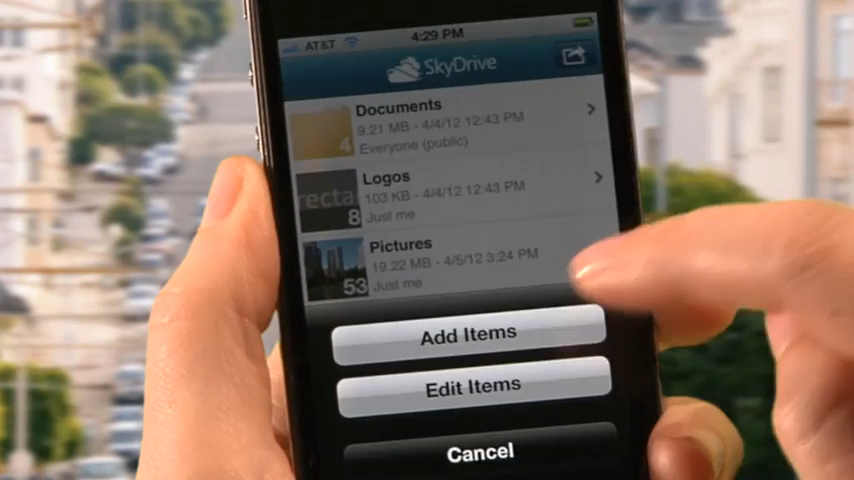 AT&T 4:29 PM
SkyDrive
Documents
9.21 MB - 4/4/12 12:43 PM
4
Everyone (public)
Logos
recta
103 KB - 4/4/12 12:43 PM
8
Just me
Pictures
19.22 MB - 4/5/12 3:24 PM
53
Just me
Add Items
Edit Items
Cancel